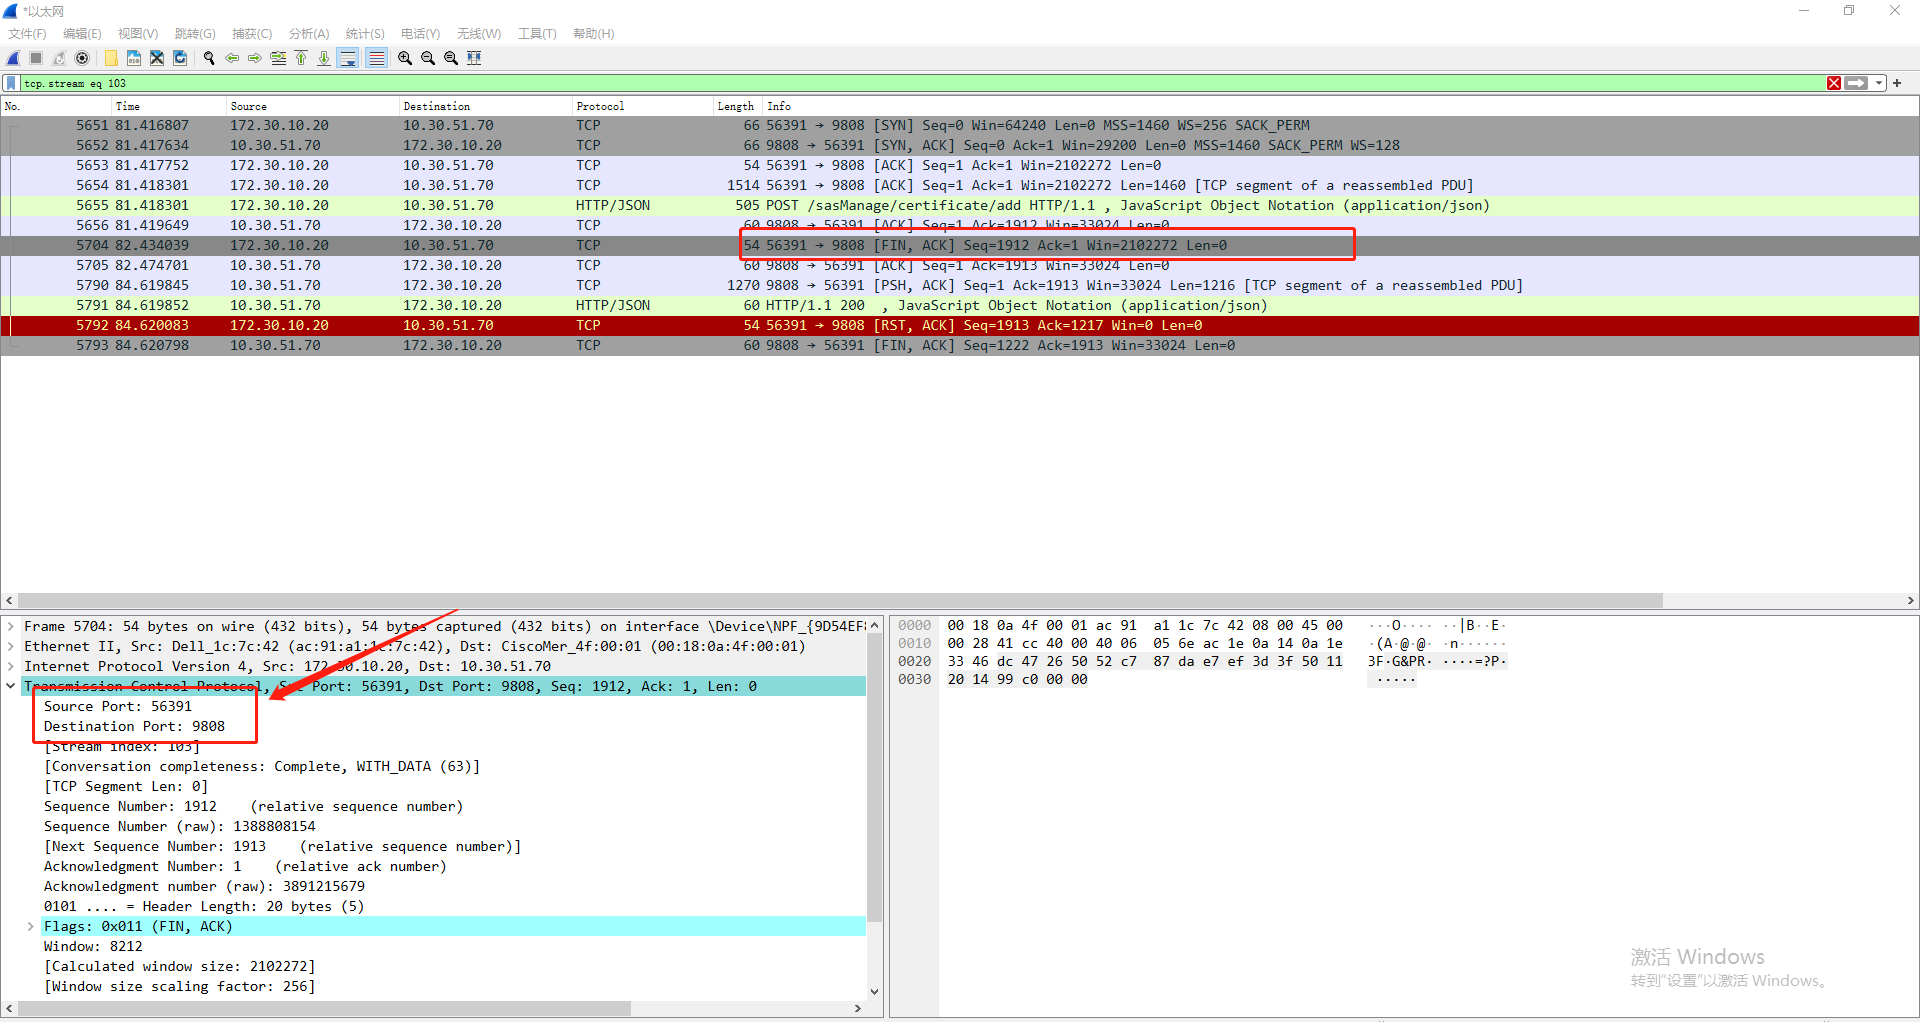 *以太网
文件(F) 编辑(E) 视图(V) 跳转(G) 捕获(C) 分析(A) 统计(S) 电话(Y) 无线(W) 工具(T) 帮助(H)
tcp.stream eq 103
No. Time Source Destination Protocol Length Info
5651 81.416807 172.30.10.20 10.30.51.70 TCP 66 56391 → 9808 [SYN] Seq=0 Win=64240 Len=0 MSS=1460 WS=256 SACK_PERM
5652 81.417634 10.30.51.70 172.30.10.20 TCP 66 9808 → 56391 [SYN, ACK] Seq=0 Ack=1 Win=29200 Len=0 MSS=1460 SACK_PERM WS=128
5653 81.417752 172.30.10.20 10.30.51.70 TCP 54 56391 → 9808 [ACK] Seq=1 Ack=1 Win=2102272 Len=0
5654 81.418301 172.30.10.20 10.30.51.70 TCP 1514 56391 → 9808 [ACK] Seq=1 Ack=1 Win=2102272 Len=1460 [TCP segment of a reassembled PDU]
5655 81.418301 172.30.10.20 10.30.51.70 HTTP/JSON 505 POST /sasManage/certificate/add HTTP/1.1 , JavaScript Object Notation (application/json)
5656 81.419649 10.30.51.70 172.30.10.20 TCP 60 9808 → 56391 [ACK] Seq=1 Ack=1912 Win=33024 Len=0
5704 82.434039 172.30.10.20 10.30.51.70 TCP 54 56391 → 9808 [FIN, ACK] Seq=1912 Ack=1 Win=2102272 Len=0
5705 82.474701 10.30.51.70 172.30.10.20 TCP 60 9808 → 56391 [ACK] Seq=1 Ack=1913 Win=33024 Len=0
5790 84.619845 10.30.51.70 172.30.10.20 TCP 1270 9808 → 56391 [PSH, ACK] Seq=1 Ack=1913 Win=33024 Len=1216 [TCP segment of a reassembled PDU]
5791 84.619852 10.30.51.70 172.30.10.20 HTTP/JSON 60 HTTP/1.1 200 , JavaScript Object Notation (application/json)
5792 84.620083 172.30.10.20 10.30.51.70 TCP 54 56391 → 9808 [RST, ACK] Seq=1913 Ack=1217 Win=0 Len=0
5793 84.620798 10.30.51.70 172.30.10.20 TCP 60 9808 → 56391 [FIN, ACK] Seq=1222 Ack=1913 Win=33024 Len=0
Frame 5704: 54 bytes on wire (432 bits), 54 bytes captured (432 bits) on interface \Device\NPF_{9D54EF8
Ethernet II, Src: Dell_1c:7c:42 (ac:91:a1:1c:7c:42), Dst: CiscoMer_4f:00:01 (00:18:0a:4f:00:01)
Internet Protocol Version 4, Src: 172.30.10.20, Dst: 10.30.51.70
Transmission Control Protocol, Src Port: 56391, Dst Port: 9808, Seq: 1912, Ack: 1, Len: 0
Source Port: 56391
Destination Port: 9808
[Stream index: 103]
[Conversation completeness: Complete, WITH_DATA (63)]
[TCP Segment Len: 0]
Sequence Number: 1912 (relative sequence number)
Sequence Number (raw): 1388808154
[Next Sequence Number: 1913 (relative sequence number)]
Acknowledgment Number: 1 (relative ack number)
Acknowledgment number (raw): 3891215679
0101 .... = Header Length: 20 bytes (5)
Flags: 0x011 (FIN, ACK)
Window: 8212
[Calculated window size: 2102272]
[Window size scaling factor: 256]
0000 00 18 0a 4f 00 01 ac 91 a1 1c 7c 42 08 00 45 00 ···O···· ··|B··E·
0010 00 28 41 cc 40 00 40 06 05 6e ac 1e 0a 14 0a 1e ·(A·@·@· ·n······
0020 33 46 dc 47 26 50 52 c7 87 da e7 ef 3d 3f 50 11 3F·G&PR· ····=?P·
0030 20 14 99 c0 00 00 ·····
激活 Windows
转到"设置"以激活 Windows。